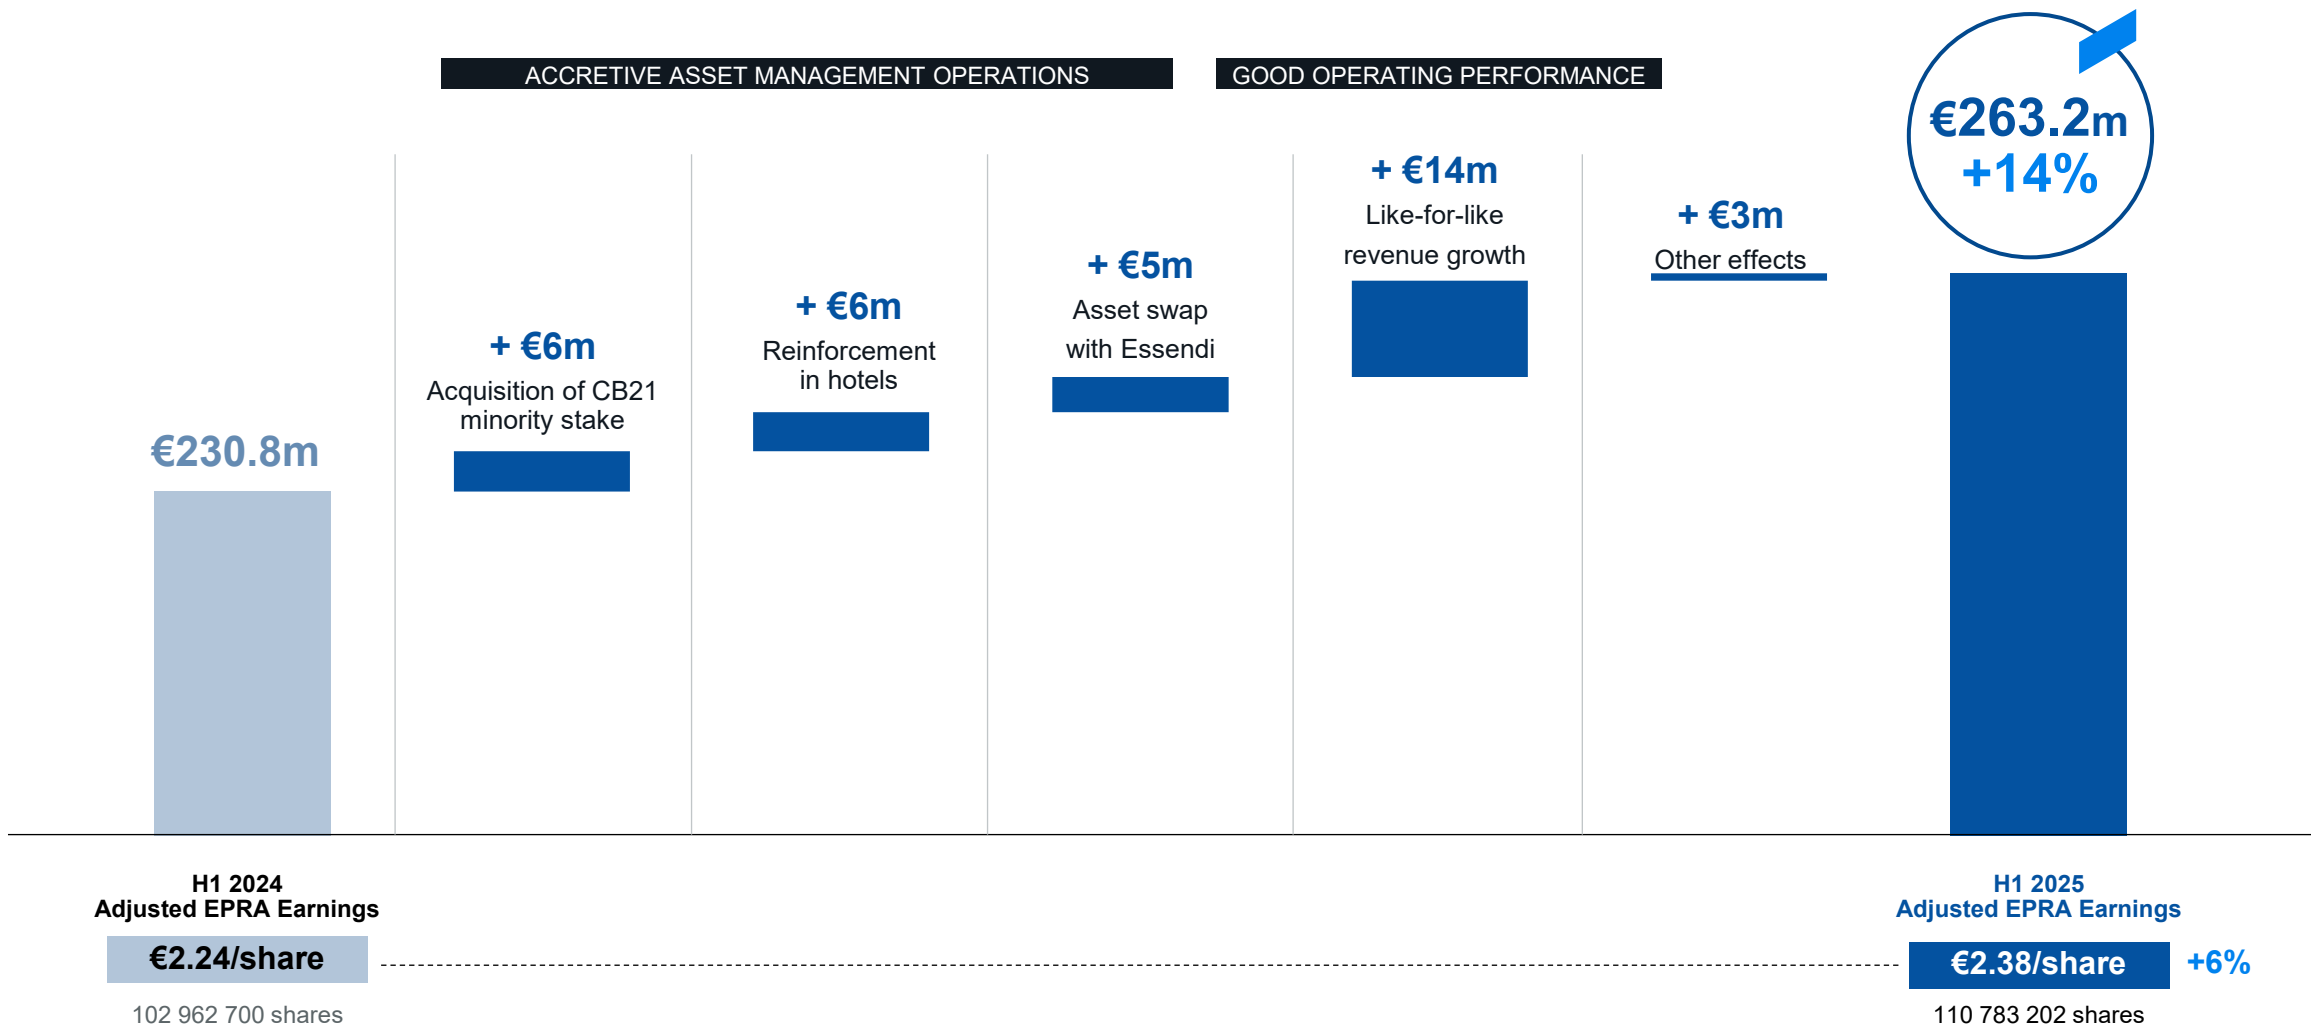 ACCRETIVE ASSET MANAGEMENT OPERATIONS
GOOD OPERATING PERFORMANCE
€230.8m
+ €6m
Acquisition of CB21
minority stake
+ €6m
Reinforcement
in hotels
+ €5m
Asset swap
with Essendi
+ €14m
Like-for-like
revenue growth
+ €3m
Other effects
€263.2m
+14%
H1 2024
Adjusted EPRA Earnings
€2.24/share
102 962 700 shares
H1 2025
Adjusted EPRA Earnings
€2.38/share
+6%
110 783 202 shares